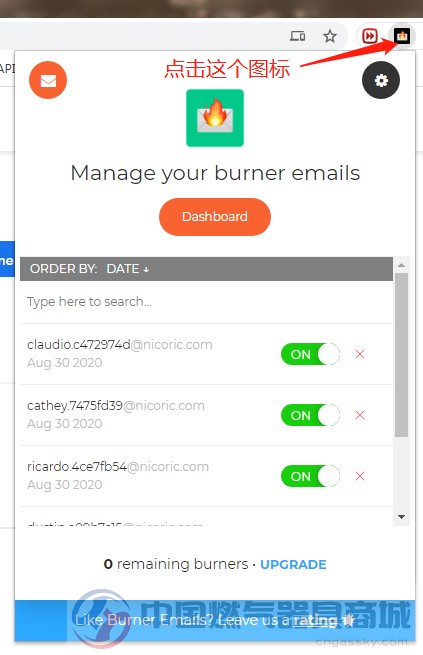 API
点击这个图标
Manage your burner emails
Dashboard
ORDER BY: DATE ↓
Type here to search...
claudio.c472974d@nicoric.com
Aug 30 2020
ON
cathey.7475fd39@nicoric.com
Aug 30 2020
ON
ricardo.4ce7fb54@nicoric.com
Aug 30 2020
ON
0 remaining burners · UPGRADE
中国燃气器具商城
Like Burner Emails? Leave us a rating
cngassky.com